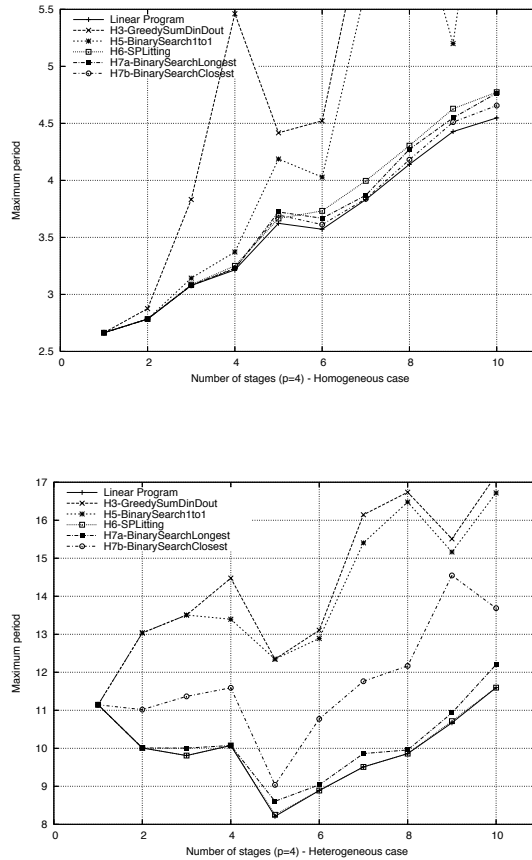 5.5
5
4.5
4
3.5
3
2.5
Maximum period
Linear Program
H3-GreedySumDinDout
H5-BinarySearch1to1
H6-SPLitting
H7a-BinarySearchLongest
H7b-BinarySearchClosest
0 2 4 6 8 10
Number of stages (p=4) - Homogeneous case
17
16
15
14
13
12
11
10
9
8
Maximum period
Linear Program
H3-GreedySumDinDout
H5-BinarySearch1to1
H6-SPLitting
H7a-BinarySearchLongest
H7b-BinarySearchClosest
0 2 4 6 8 10
Number of stages (p=4) - Heterogeneous case